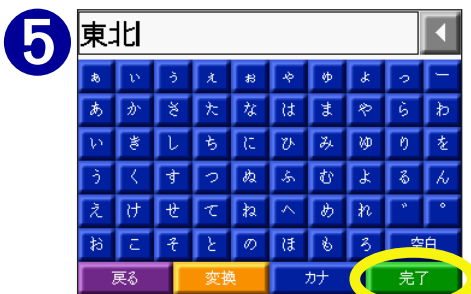 5
東北
ぁ ぃ ぅ ぇ ぉ ゃ ゅ ょ っ ー
あ か さ た な は ま や ら わ
い き し ち に ひ み ゆ り を
う く す つ ぬ ふ む よ る ん
え け せ て ね へ め れ ゛ ゜
お こ そ と の ほ も ろ 空白
戻る 変換 カナ 完了